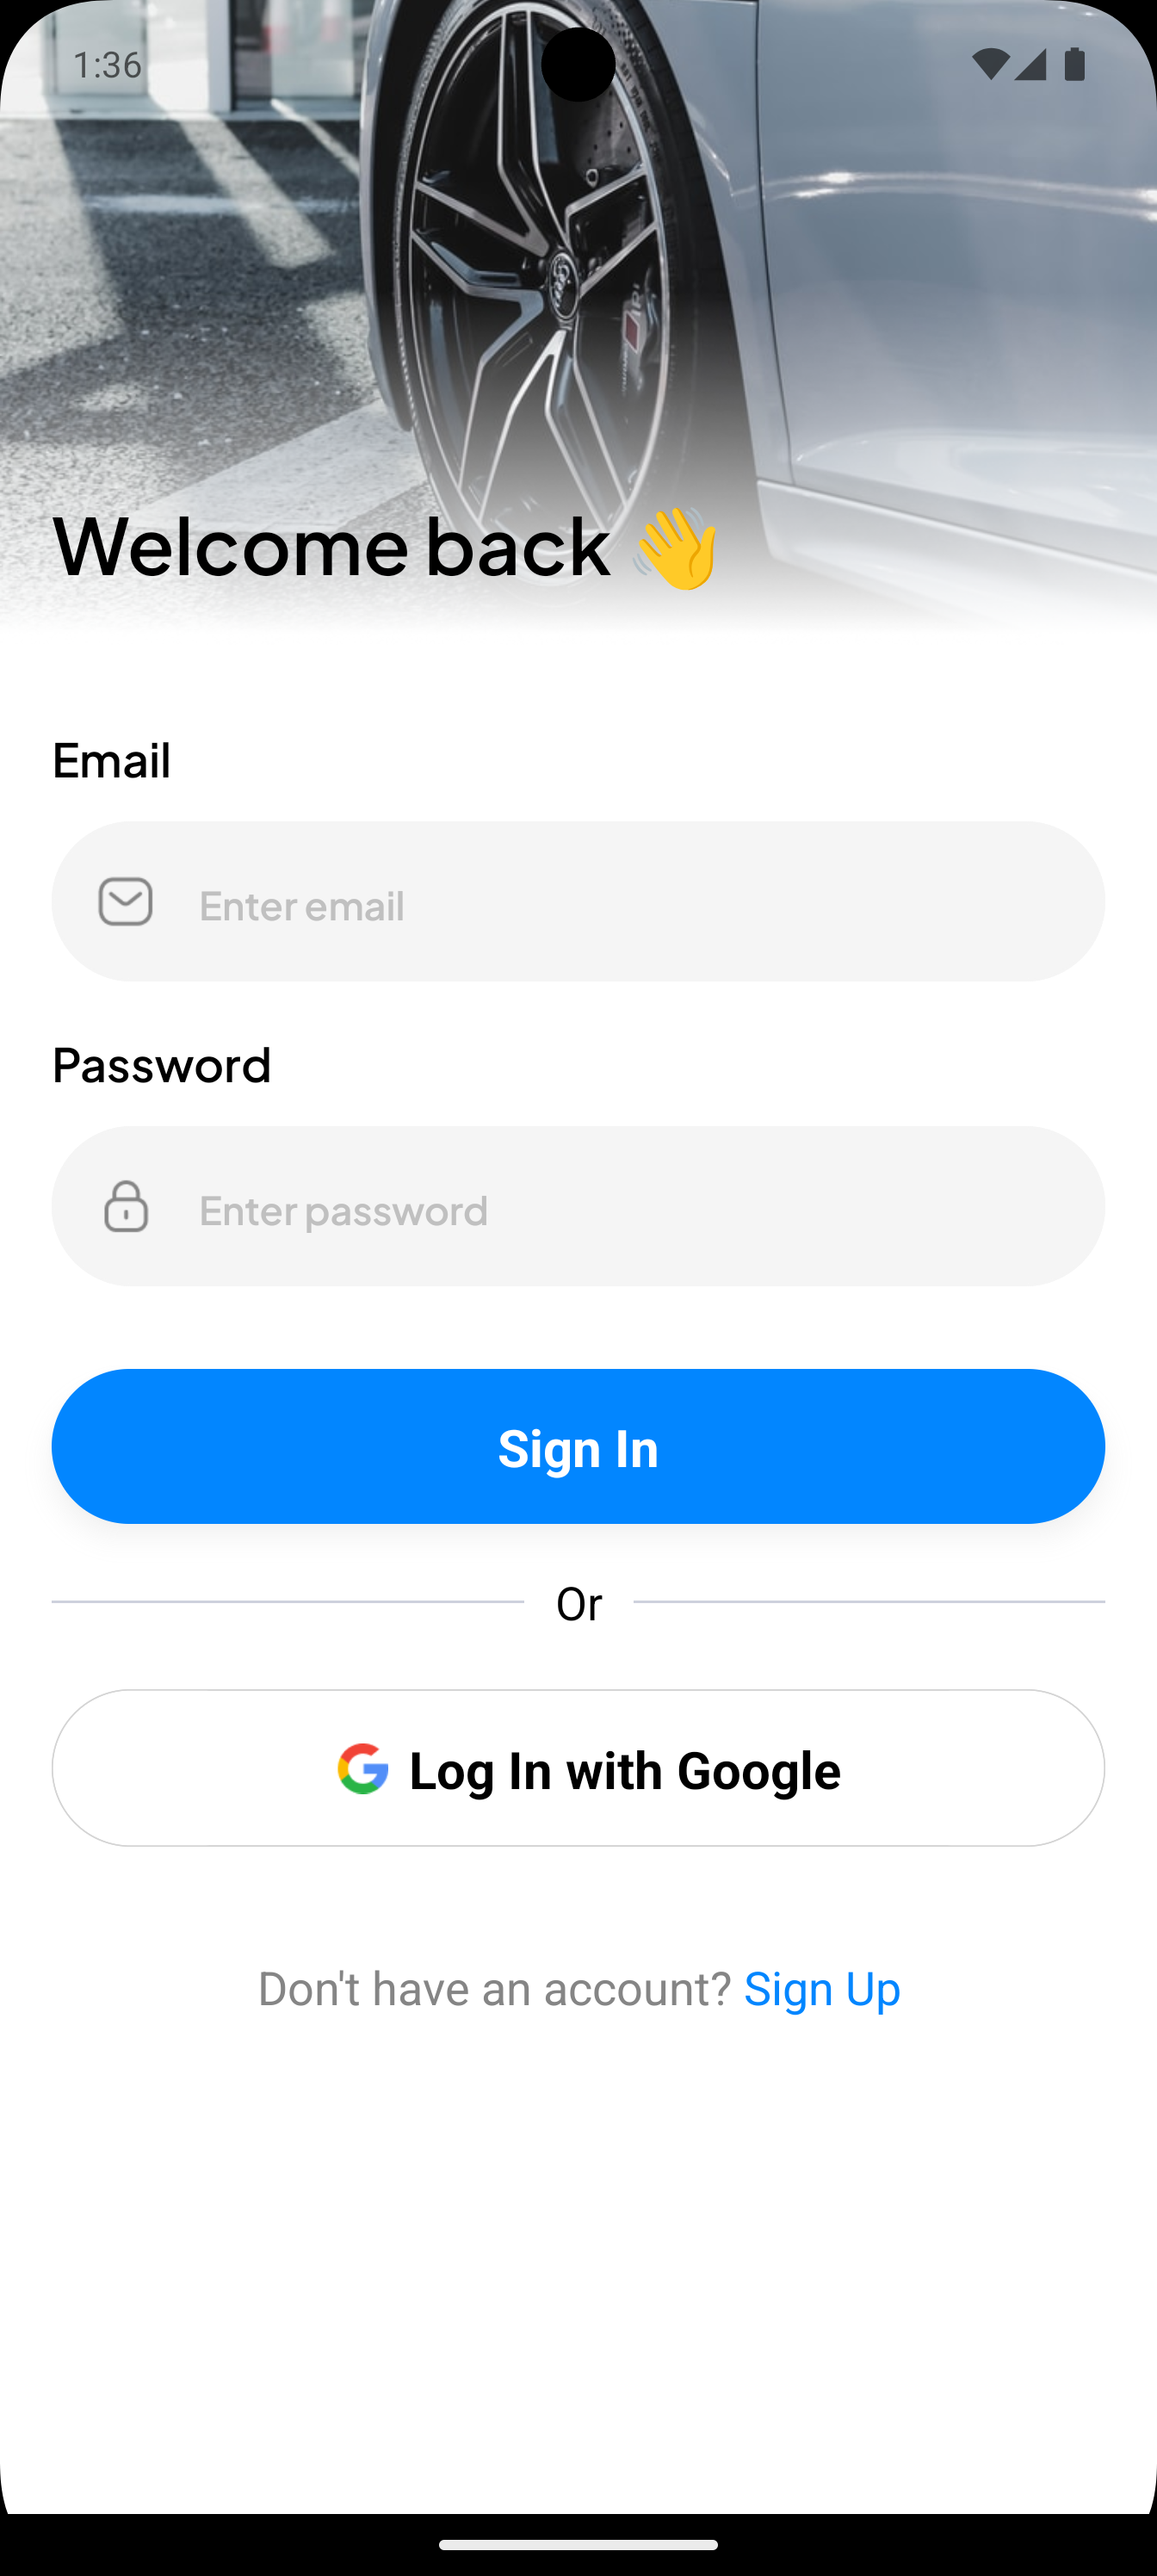 1:36
Welcome back 👋
Email
Enter email
Password
Enter password
Sign In
Or
Log In with Google
Don't have an account? Sign Up